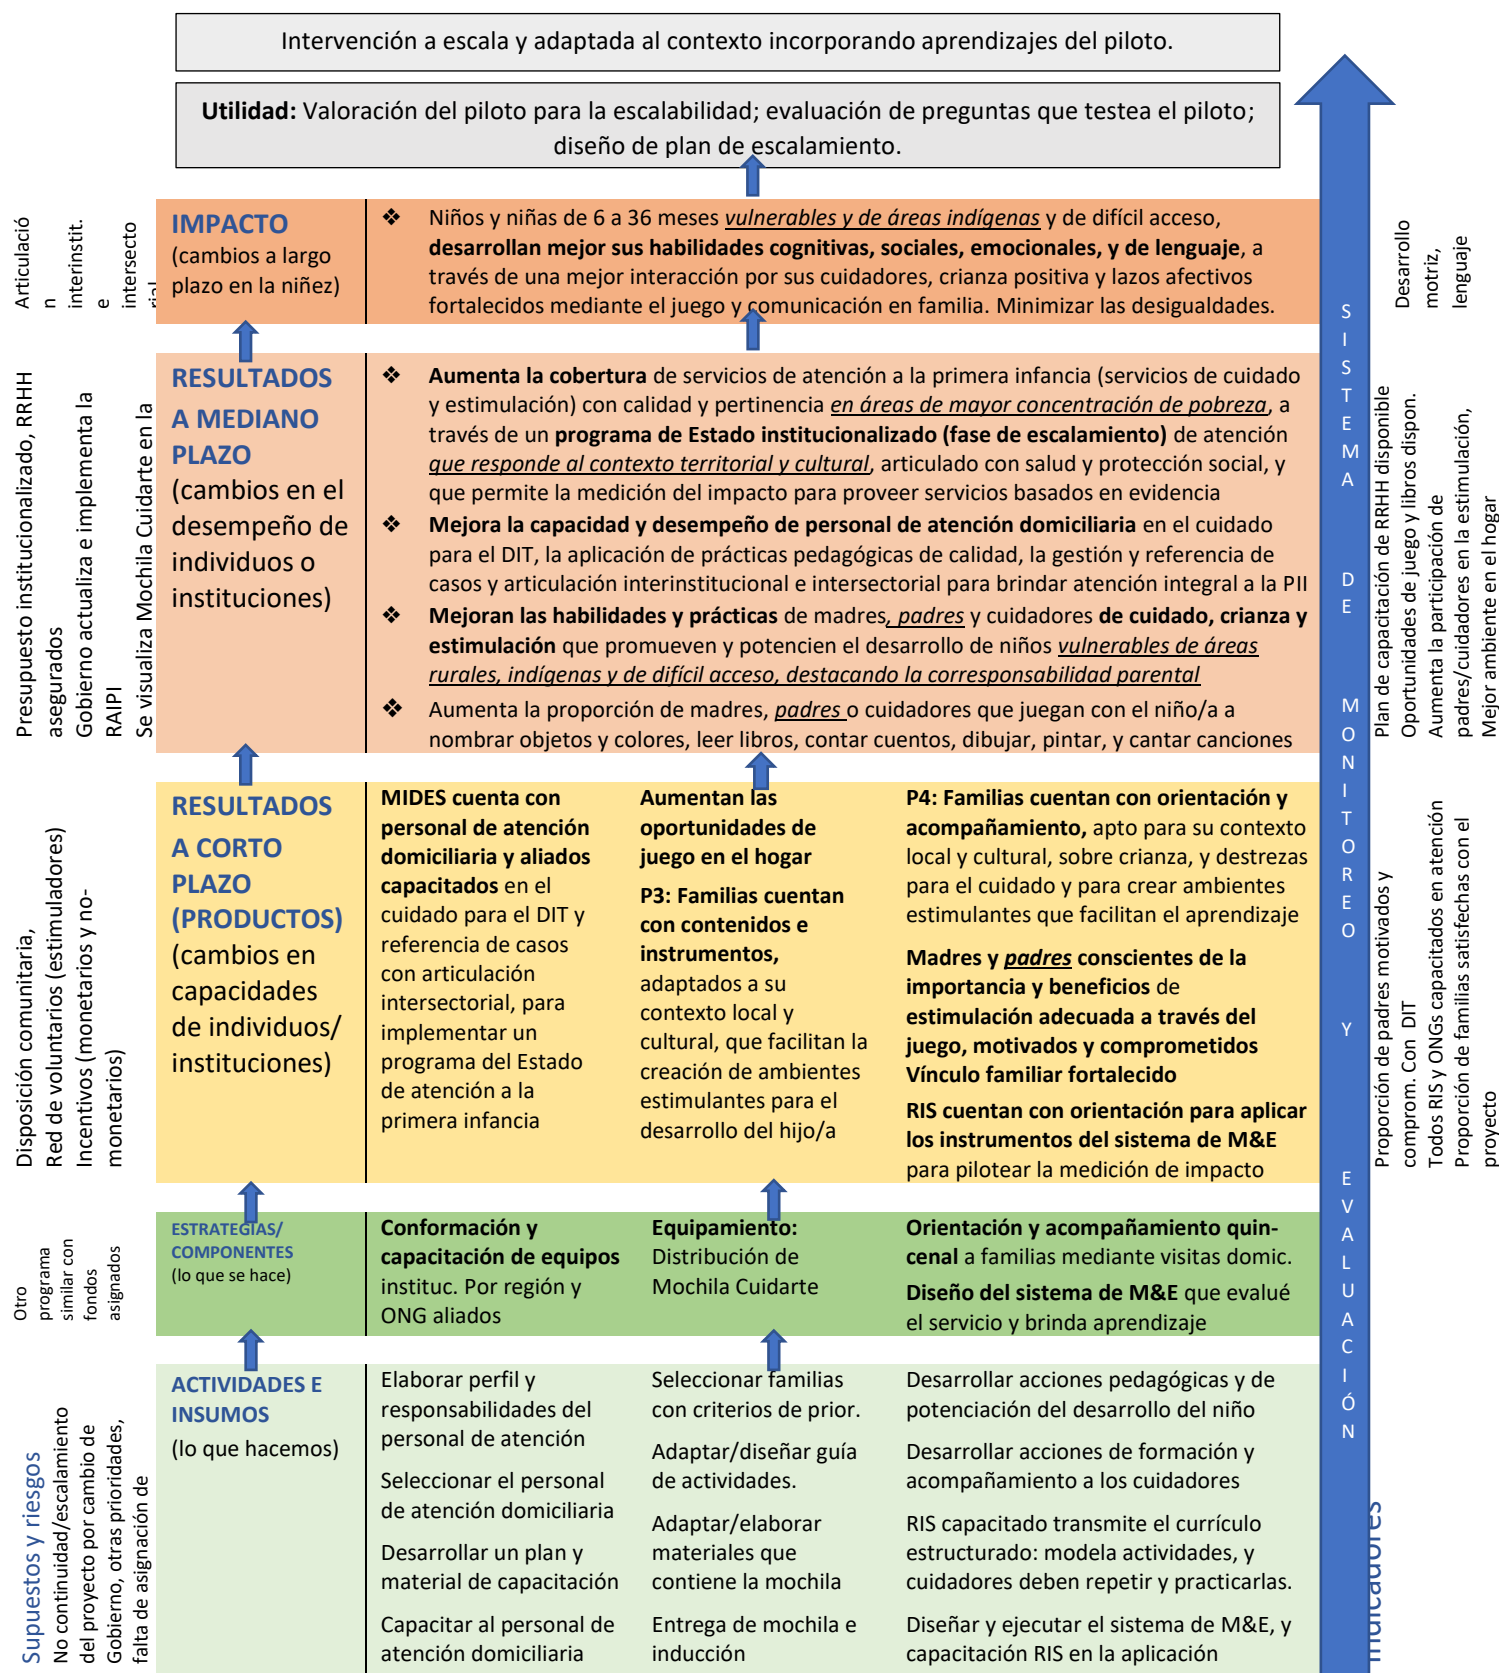 Intervención a escala y adaptada al contexto incorporando aprendizajes del piloto.
Utilidad: Valoración del piloto para la escalabilidad; evaluación de preguntas que testea el piloto;
diseño de plan de escalamiento.
Articulació
n
interinstit.
e
intersecto
IMPACTO
(cambios a largo
plazo en la niñez)
❖ Niños y niñas de 6 a 36 meses vulnerables y de áreas indígenas y de difícil acceso,
desarrollan mejor sus habilidades cognitivas, sociales, emocionales, y de lenguaje, a
través de una mejor interacción por sus cuidadores, crianza positiva y lazos afectivos
fortalecidos mediante el juego y comunicación en familia. Minimizar las desigualdades.
Desarrollo
motriz,
lenguaje
Presupuesto institucionalizado, RRHH
asegurados
Gobierno actualiza e implementa la
RAIPI
Se visualiza Mochila Cuidarte en la
RESULTADOS
A MEDIANO
PLAZO
(cambios en el
desempeño de
individuos o
instituciones)
❖ Aumenta la cobertura de servicios de atención a la primera infancia (servicios de cuidado
y estimulación) con calidad y pertinencia en áreas de mayor concentración de pobreza, a
través de un programa de Estado institucionalizado (fase de escalamiento) de atención
que responde al contexto territorial y cultural, articulado con salud y protección social, y
que permite la medición del impacto para proveer servicios basados en evidencia
❖ Mejora la capacidad y desempeño de personal de atención domiciliaria en el cuidado
para el DIT, la aplicación de prácticas pedagógicas de calidad, la gestión y referencia de
casos y articulación interinstitucional e intersectorial para brindar atención integral a la PII
❖ Mejoran las habilidades y prácticas de madres, padres y cuidadores de cuidado, crianza y
estimulación que promueven y potencien el desarrollo de niños vulnerables de áreas
rurales, indígenas y de difícil acceso, destacando la corresponsabilidad parental
❖ Aumenta la proporción de madres, padres o cuidadores que juegan con el niño/a a
nombrar objetos y colores, leer libros, contar cuentos, dibujar, pintar, y cantar canciones
Plan de capacitación de RRHH disponible
Oportunidades de juego y libros dispon.
Aumenta la participación de
padres/cuidadores en la estimulación,
Mejor ambiente en el hogar
Disposición comunitaria,
Red de voluntarios (estimuladores)
Incentivos (monetarios y no-
monetarios)
RESULTADOS
A CORTO
PLAZO
(PRODUCTOS)
(cambios en
capacidades
de individuos/
instituciones)
MIDES cuenta con
personal de atención
domiciliaria y aliados
capacitados en el
cuidado para el DIT y
referencia de casos
con articulación
intersectorial, para
implementar un
programa del Estado
de atención a la
primera infancia
Aumentan las
oportunidades de
juego en el hogar
P3: Familias cuentan
con contenidos e
instrumentos,
adaptados a su
contexto local y
cultural, que facilitan la
creación de ambientes
estimulantes para el
desarrollo del hijo/a
P4: Familias cuentan con orientación y
acompañamiento, apto para su contexto
local y cultural, sobre crianza, y destrezas
para el cuidado y para crear ambientes
estimulantes que facilitan el aprendizaje
Madres y padres conscientes de la
importancia y beneficios de
estimulación adecuada a través del
juego, motivados y comprometidos
Vínculo familiar fortalecido
RIS cuentan con orientación para aplicar
los instrumentos del sistema de M&E
para pilotear la medición de impacto
Proporción de padres motivados y
comprom. Con DIT
Todos RIS y ONGs capacitados en atención
Proporción de familias satisfechas con el
proyecto
Otro
programa
similar con
fondos
asignados
ESTRATEGIAS/
COMPONENTES
(lo que se hace)
Conformación y
capacitación de equipos
instituc. Por región y
ONG aliados
Equipamiento:
Distribución de
Mochila Cuidarte
Orientación y acompañamiento quin-
cenal a familias mediante visitas domic.
Diseño del sistema de M&E que evalué
el servicio y brinda aprendizaje
Supuestos y riesgos
No continuidad/escalamiento
del proyecto por cambio de
Gobierno, otras prioridades,
falta de asignación de
ACTIVIDADES E
INSUMOS
(lo que hacemos)
Elaborar perfil y
responsabilidades del
personal de atención
Seleccionar el personal
de atención domiciliaria
Desarrollar un plan y
material de capacitación
Capacitar al personal de
atención domiciliaria
Seleccionar familias
con criterios de prior.
Adaptar/diseñar guía
de actividades.
Adaptar/elaborar
materiales que
contiene la mochila
Entrega de mochila e
inducción
Desarrollar acciones pedagógicas y de
potenciación del desarrollo del niño
Desarrollar acciones de formación y
acompañamiento a los cuidadores
RIS capacitado transmite el currículo
estructurado: modela actividades, y
cuidadores deben repetir y practicarlas.
Diseñar y ejecutar el sistema de M&E, y
capacitación RIS en la aplicación
SISTEMA DE MONITOREO Y EVALUACIÓN
Indicadores